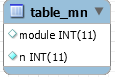 table_mn
module INT(11)
n INT(11)